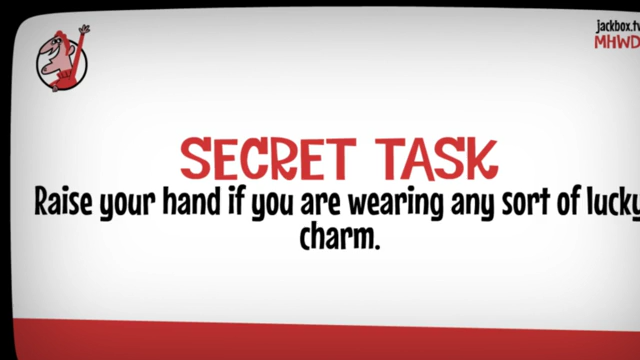 jackbox.tv
MHWD
SECRET TASK
Raise your hand if you are wearing any sort of lucky
charm.